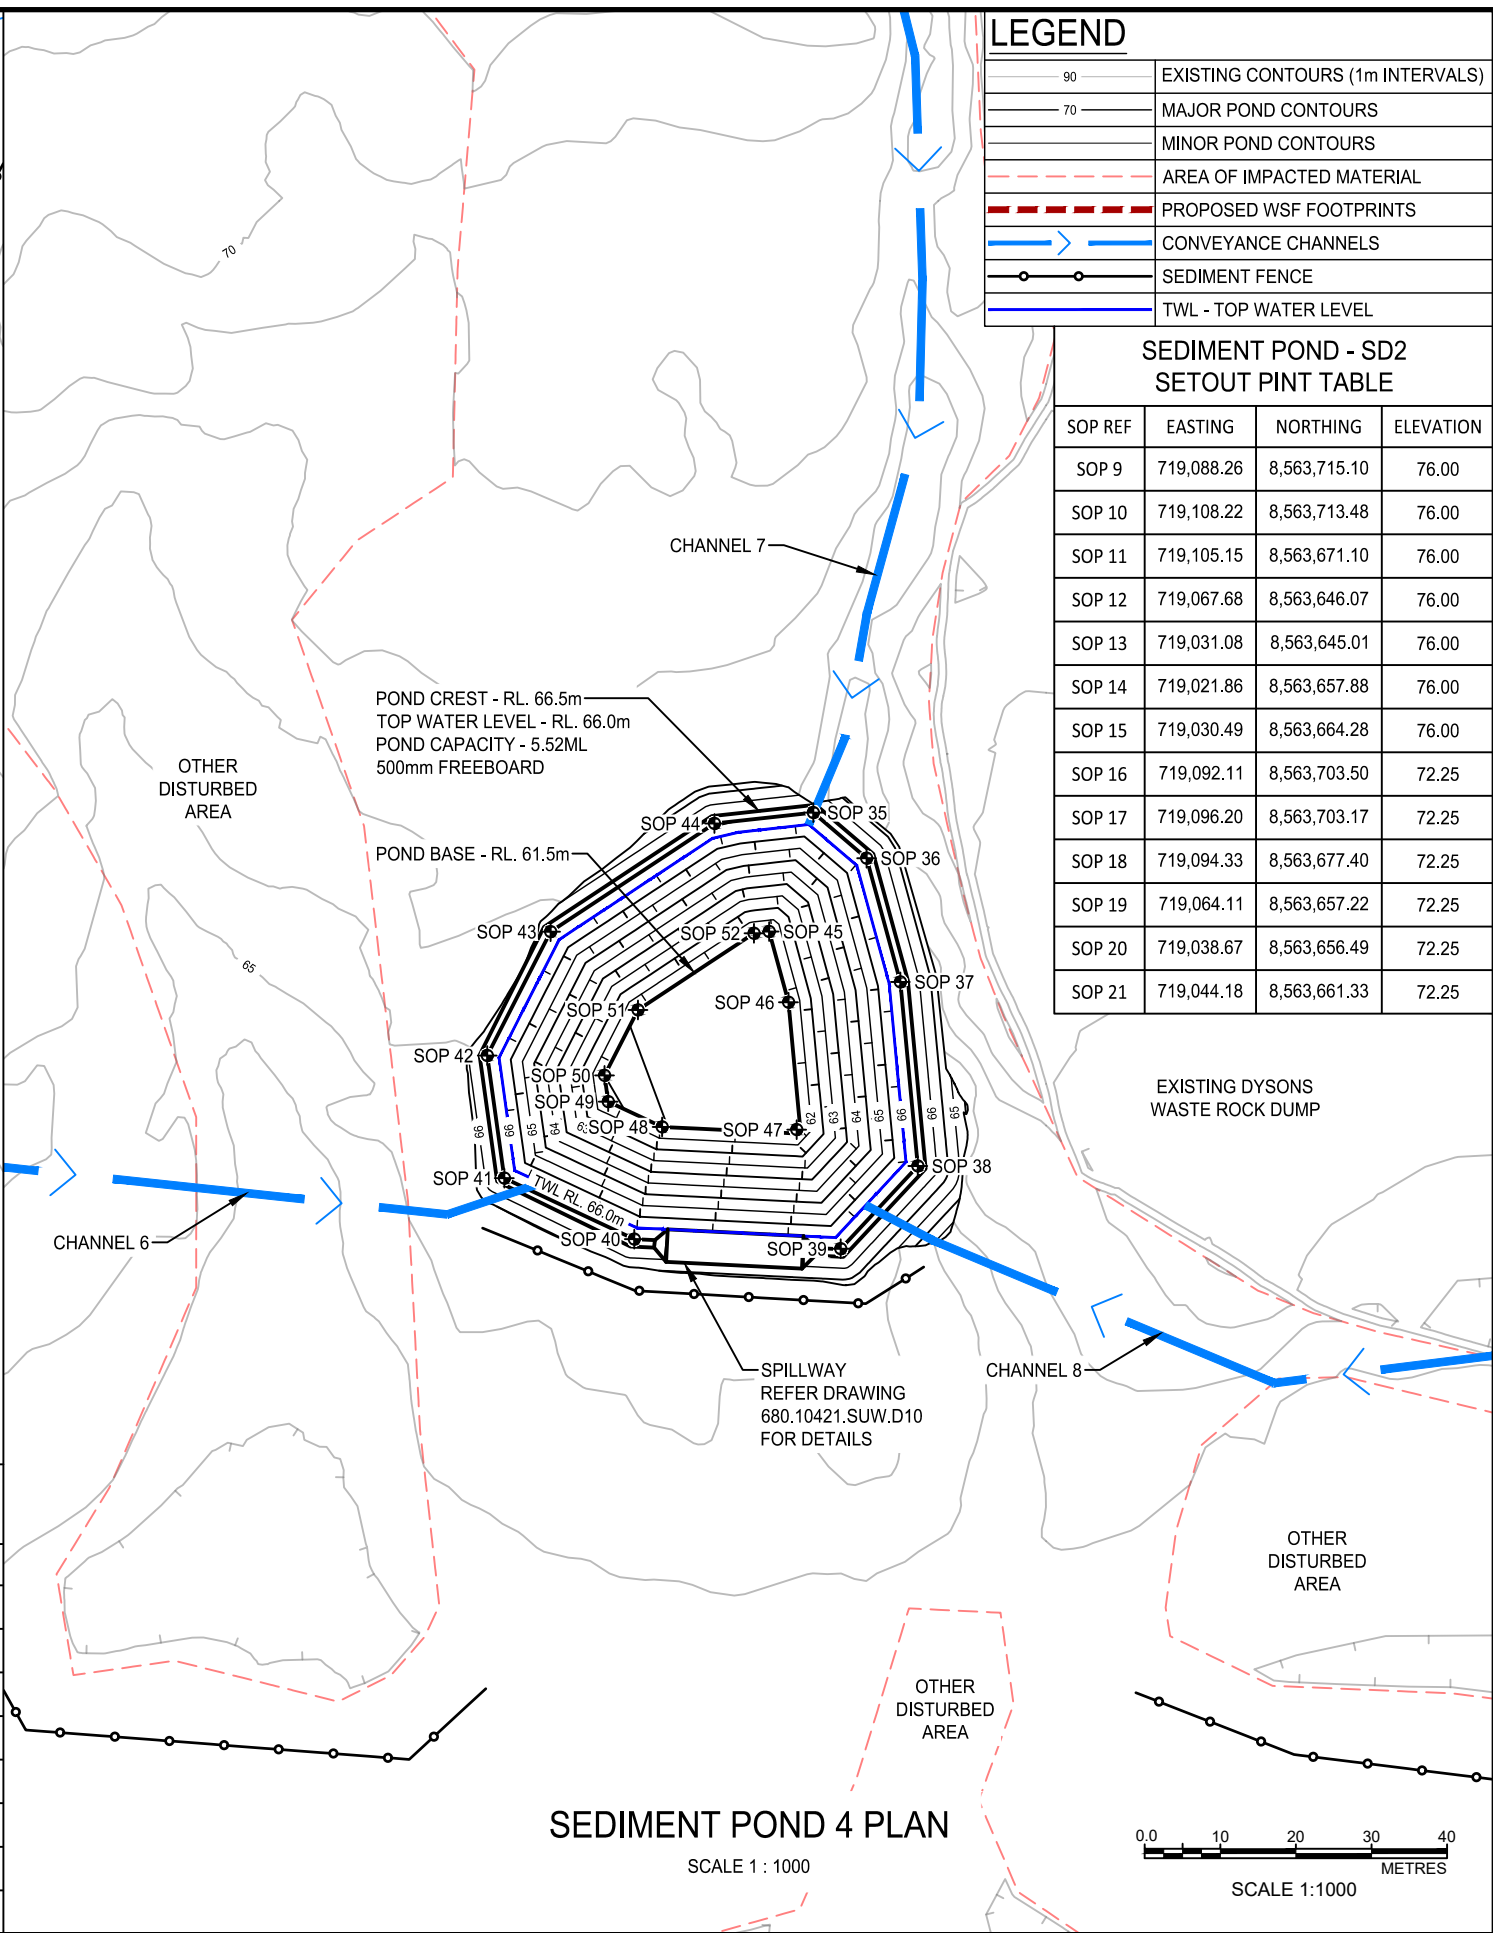 LEGEND
90 EXISTING CONTOURS (1m INTERVALS)
70 MAJOR POND CONTOURS
MINOR POND CONTOURS
AREA OF IMPACTED MATERIAL
PROPOSED WSF FOOTPRINTS
CONVEYANCE CHANNELS
SEDIMENT FENCE
TWL - TOP WATER LEVEL
SEDIMENT POND - SD2
SETOUT PINT TABLE
SOP REF EASTING NORTHING ELEVATION
SOP 9 719,088.26 8,563,715.10 76.00
SOP 10 719,108.22 8,563,713.48 76.00
SOP 11 719,105.15 8,563,671.10 76.00
SOP 12 719,067.68 8,563,646.07 76.00
SOP 13 719,031.08 8,563,645.01 76.00
SOP 14 719,021.86 8,563,657.88 76.00
SOP 15 719,030.49 8,563,664.28 76.00
SOP 16 719,092.11 8,563,703.50 72.25
SOP 17 719,096.20 8,563,703.17 72.25
SOP 18 719,094.33 8,563,677.40 72.25
SOP 19 719,064.11 8,563,657.22 72.25
SOP 20 719,038.67 8,563,656.49 72.25
SOP 21 719,044.18 8,563,661.33 72.25
70
CHANNEL 7
POND CREST - RL. 66.5m
TOP WATER LEVEL - RL. 66.0m
POND CAPACITY - 5.52ML
500mm FREEBOARD
OTHER
DISTURBED
AREA
POND BASE - RL. 61.5m
SOP 44
SOP 35
SOP 36
SOP 43
SOP 52
SOP 45
65
SOP 37
SOP 46
SOP 51
SOP 42
SOP 50
SOP 49
SOP 48
SOP 47
66
66
65
64
62
63
64
65
66
66
65
SOP 38
SOP 41
TWL RL. 66.0m
SOP 40
SOP 39
EXISTING DYSONS
WASTE ROCK DUMP
CHANNEL 6
SPILLWAY
REFER DRAWING
680.10421.SUW.D10
FOR DETAILS
CHANNEL 8
OTHER
DISTURBED
AREA
OTHER
DISTURBED
AREA
SEDIMENT POND 4 PLAN
SCALE 1 : 1000
0.0 10 20 30 40
METRES
SCALE 1:1000